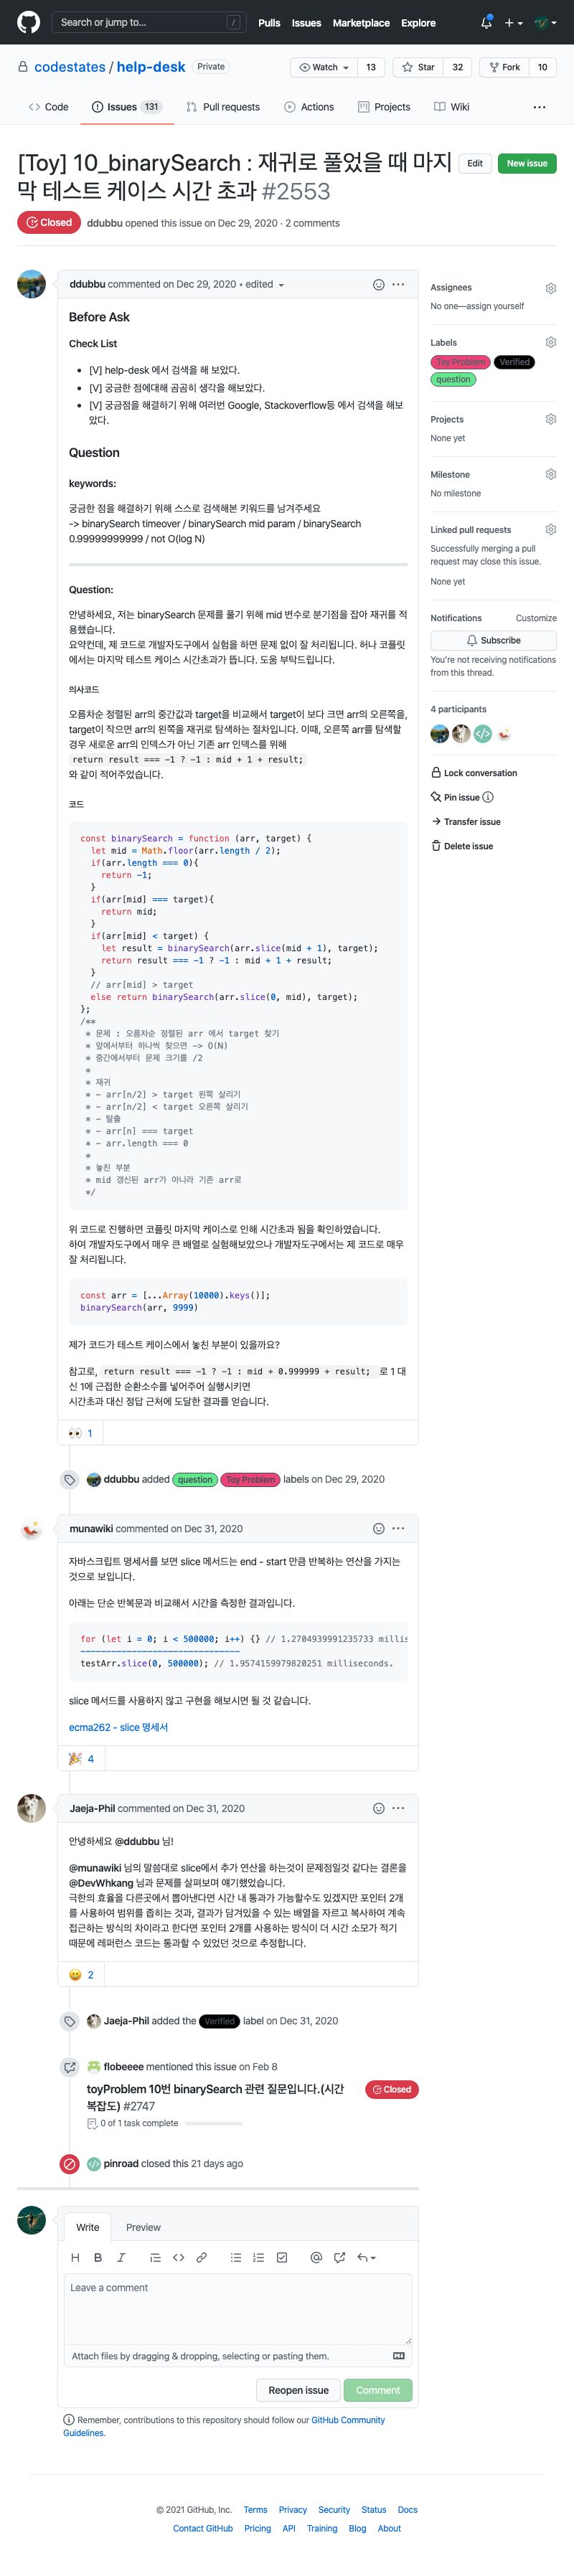 Search or jump to... /
Pulls Issues Marketplace Explore
codestates / help-desk Private
Watch 13 Star 32 Fork 10
Code Issues 131 Pull requests Actions Projects Wiki ...
[Toy] 10_binarySearch : 재귀로 풀었을 때 마지
막 테스트 케이스 시간 초과 #2553
Edit New issue
Closed ddubbu opened this issue on Dec 29, 2020 · 2 comments
ddubbu commented on Dec 29, 2020 • edited
Before Ask
Check List
• [V] help-desk 에서 검색을 해 보았다.
• [V] 궁금한 점에대해 곰곰히 생각을 해보았다.
• [V] 궁금점을 해결하기 위해 여러번 Google, Stackoverflow등 에서 검색을 해보
았다.
Question
keywords:
궁금한 점을 해결하기 위해 스스로 검색해본 키워드를 남겨주세요
-> binarySearch timeover / binarySearch mid param / binarySearch
0.99999999999 / not O(log N)
Question:
안녕하세요, 저는 binarySearch 문제를 풀기 위해 mid 변수로 분기점을 잡아 재귀를 적
용했습니다.
요약컨데, 제 코드로 개발자도구에서 실험을 하면 문제 없이 잘 처리됩니다. 허나 코플릿
에서는 마지막 테스트 케이스 시간초과가 뜹니다. 도움 부탁드립니다.
의사코드
오름차순 정렬된 arr의 중간값과 target을 비교해서 target이 보다 크면 arr의 오른쪽을,
target이 작으면 arr의 왼쪽을 재귀로 탐색하는 절차입니다. 이때, 오른쪽 arr를 탐색할
경우 새로운 arr의 인덱스가 아닌 기존 arr 인덱스를 위해
return result === -1 ? -1 : mid + 1 + result;
와 같이 적어주었습니다.
코드
const binarySearch = function (arr, target) {
let mid = Math.floor(arr.length / 2);
if(arr.length === 0){
return -1;
}
if(arr[mid] === target){
return mid;
}
if(arr[mid] < target) {
let result = binarySearch(arr.slice(mid + 1), target);
return result === -1 ? -1 : mid + 1 + result;
}
// arr[mid] > target
else return binarySearch(arr.slice(0, mid), target);
};
/**
* 문제 : 오름차순 정렬된 arr 에서 target 찾기
* 앞에서부터 하나씩 찾으면 -> O(N)
* 중간에서부터 문제 크기를 /2
*
* 재귀
* - arr[n/2] > target 왼쪽 살리기
* - arr[n/2] < target 오른쪽 살리기
* - 탈출
* - arr[n] === target
* - arr.length === 0
*
* 놓친 부분
* mid 갱신된 arr가 아니라 기존 arr로
*/
위 코드로 진행하면 코플릿 마지막 케이스로 인해 시간초과 됨을 확인하였습니다.
하여 개발자도구에서 매우 큰 배열로 실험해보았으나 개발자도구에서는 제 코드로 매우
잘 처리됩니다.
const arr = [...Array(10000).keys()];
binarySearch(arr, 9999)
제가 코드가 테스트 케이스에서 놓친 부분이 있을까요?
참고로, return result === -1 ? -1 : mid + 0.999999 + result; 로 1 대
신 1에 근접한 순환소수를 넣어주어 실행시키면
시간초과 대신 정답 근처에 도달한 결과를 얻습니다.
1
ddubbu added question Toy Problem labels on Dec 29, 2020
munawiki commented on Dec 31, 2020
자바스크립트 명세서를 보면 slice 메서드는 end - start 만큼 반복하는 연산을 가지는
것으로 보입니다.
아래는 단순 반복문과 비교해서 시간을 측정한 결과입니다.
for (let i = 0; i < 500000; i++) {} // 1.2704939991235733 millis
--------------------------------
testArr.slice(0, 500000); // 1.9574159979820251 milliseconds.
slice 메서드를 사용하지 않고 구현을 해보시면 될 것 같습니다.
ecma262 - slice 명세서
4
Jaeja-Phil commented on Dec 31, 2020
안녕하세요 @ddubbu 님!
@munawiki 님의 말씀대로 slice에서 추가 연산을 하는것이 문제점일것 같다는 결론을
@DevWhkang 님과 문제를 살펴보며 얘기했었습니다.
극한의 효율을 다른곳에서 뽑아낸다면 시간 내 통과가 가능할수도 있겠지만 포인터 2개
를 사용하여 범위를 좁히는 것과, 결과가 담겨있을 수 있는 배열을 자르고 복사하여 계속
접근하는 방식의 차이라고 한다면 포인터 2개를 사용하는 방식이 더 시간 소모가 적기
때문에 레퍼런스 코드는 통과할 수 있었던 것으로 추정합니다.
2
Jaeja-Phil added the Verified label on Dec 31, 2020
flobeeee mentioned this issue on Feb 8
toyProblem 10번 binarySearch 관련 질문입니다.(시간
복잡도) #2747
Closed
0 of 1 task complete
pinroad closed this 21 days ago
Write Preview
H B I
Leave a comment
Attach files by dragging & dropping, selecting or pasting them.
Reopen issue Comment
Remember, contributions to this repository should follow our GitHub Community
Guidelines.
Assignees
No one—assign yourself
Labels
Toy Problem Verified
question
Projects
None yet
Milestone
No milestone
Linked pull requests
Successfully merging a pull
request may close this issue.
None yet
Notifications Customize
Subscribe
You're not receiving notifications
from this thread.
4 participants
Lock conversation
Pin issue
Transfer issue
Delete issue
© 2021 GitHub, Inc. Terms Privacy Security Status Docs
Contact GitHub Pricing API Training Blog About